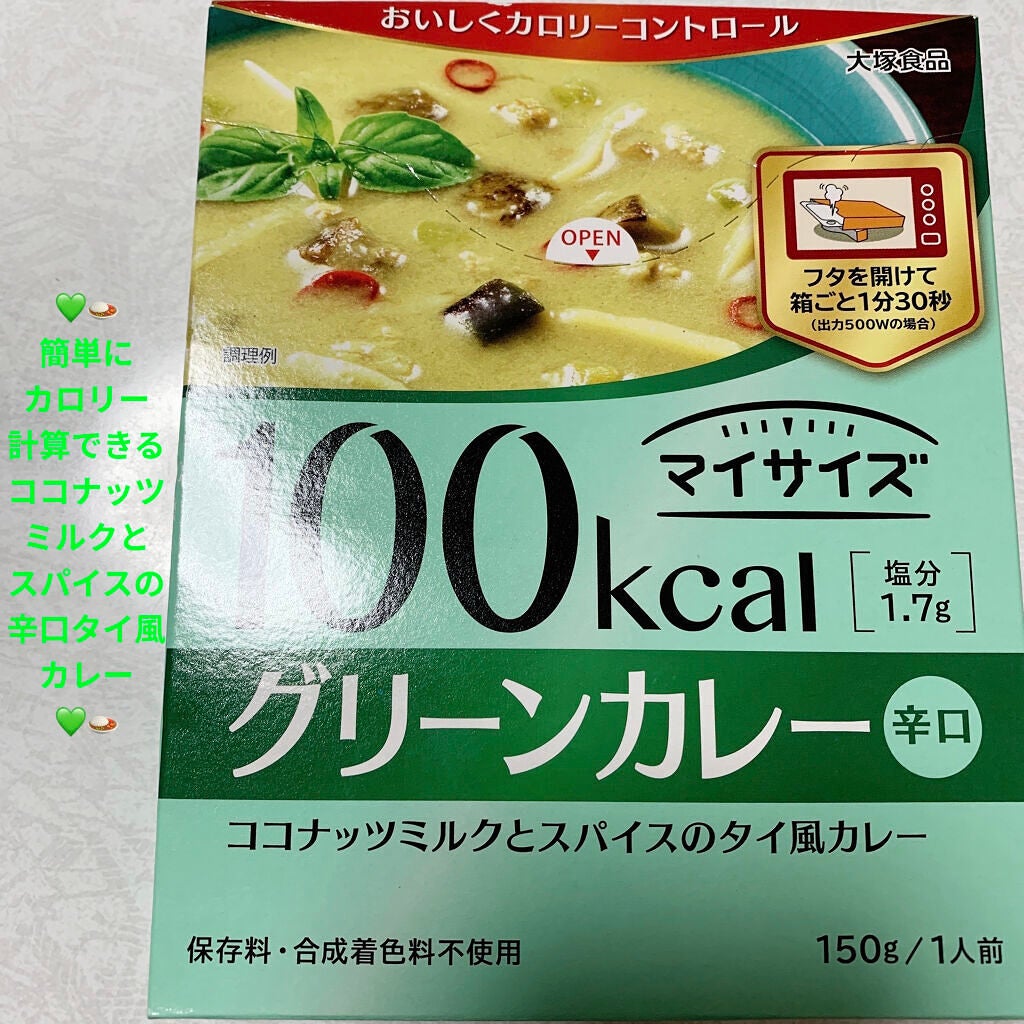 おいしくカロリーコントロール
大塚食品
OPEN
フタを開けて
箱ごと1分30秒
(出力500Wの場合)
調理例
💚🍛
簡単に
カロリー
計算できる
ココナッツ
ミルクと
スパイスの
辛口タイ風
カレー
💚🍛
マイサイズ
100kcal
塩分
1.7g
グリーンカレー 辛口
ココナッツミルクとスパイスのタイ風カレー
保存料・合成着色料不使用
150g/1人前